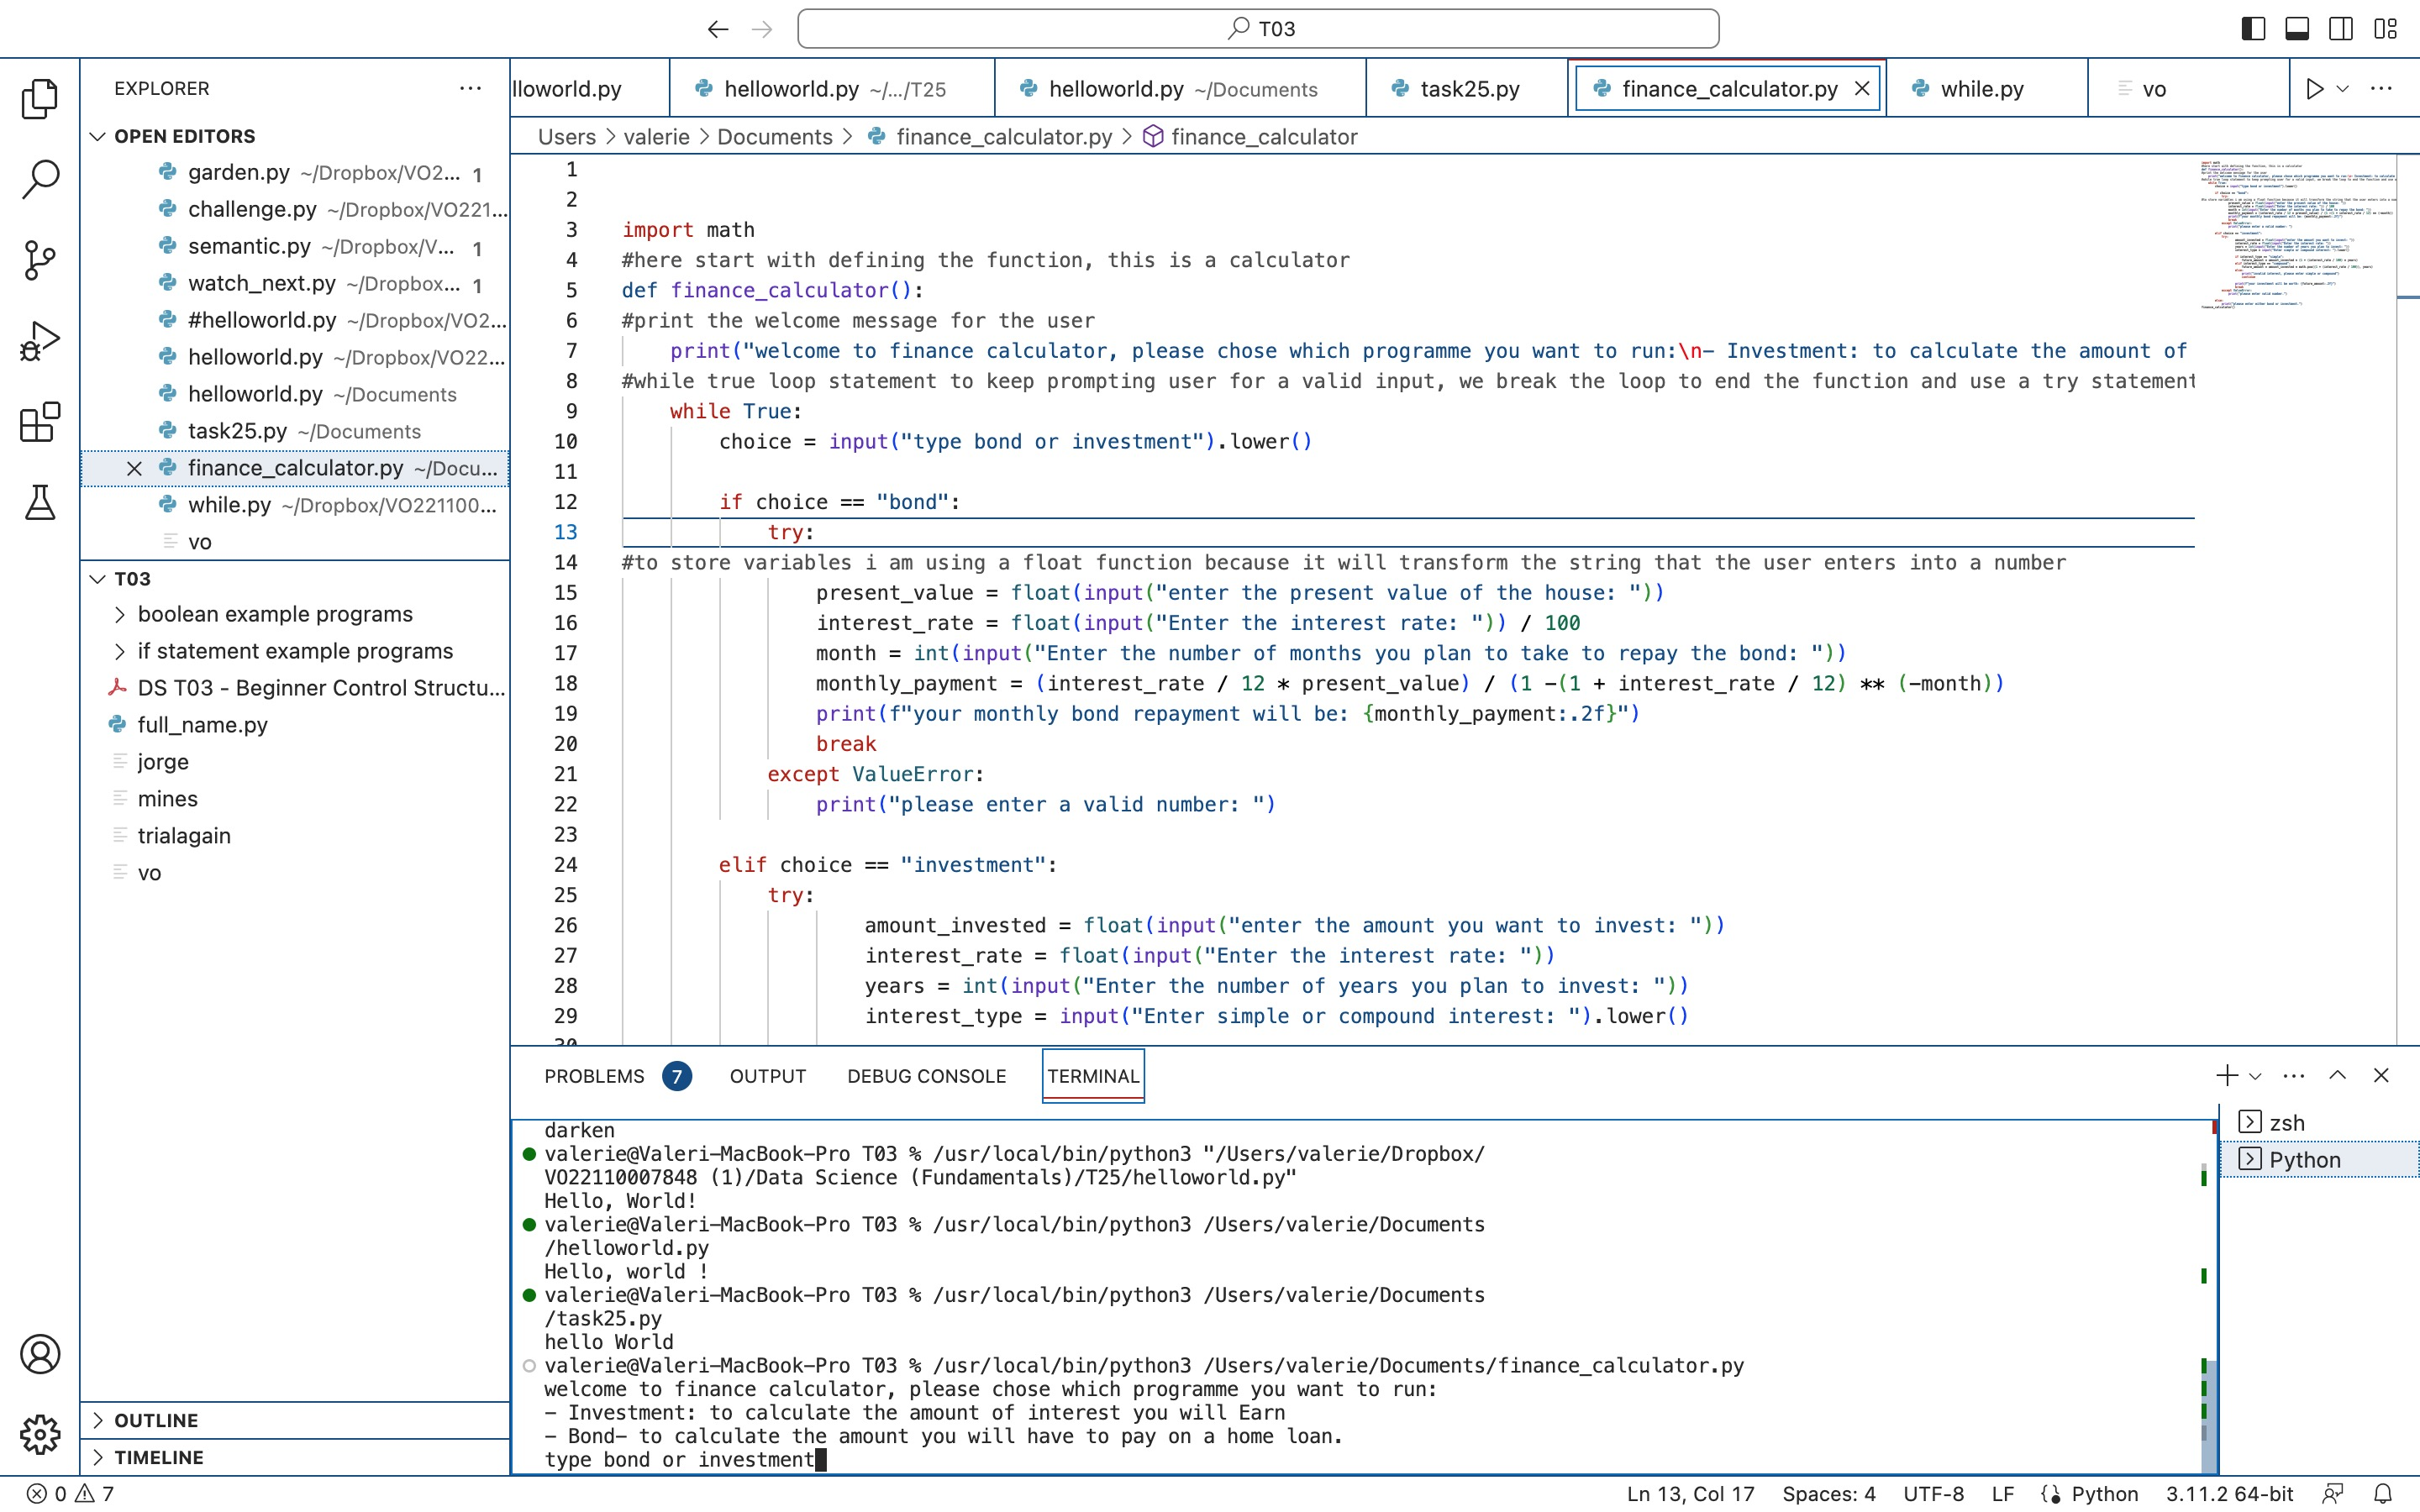 T03
EXPLORER
lloworld.py
helloworld.py ~/.../T25
helloworld.py ~/Documents
task25.py
finance_calculator.py
while.py
vo
OPEN EDITORS
garden.py ~/Dropbox/VO2... 1
challenge.py ~/Dropbox/VO221...
semantic.py ~/Dropbox/V... 1
watch_next.py ~/Dropbox... 1
#helloworld.py ~/Dropbox/VO2...
helloworld.py ~/Dropbox/VO22...
helloworld.py ~/Documents
task25.py ~/Documents
finance_calculator.py ~/Docu...
while.py ~/Dropbox/VO221100...
vo
T03
boolean example programs
if statement example programs
DS T03 - Beginner Control Structu...
full_name.py
jorge
mines
trialagain
vo
OUTLINE
TIMELINE
Users > valerie > Documents > finance_calculator.py > finance_calculator
1
2
3 import math
4 #here start with defining the function, this is a calculator
5 def finance_calculator():
6 #print the welcome message for the user
7 print("welcome to finance calculator, please chose which programme you want to run:\n- Investment: to calculate the amount of
8 #while true loop statement to keep prompting user for a valid input, we break the loop to end the function and use a try statement
9 while True:
10 choice = input("type bond or investment").lower()
11
12 if choice == "bond":
13 try:
14 #to store variables i am using a float function because it will transform the string that the user enters into a number
15 present_value = float(input("enter the present value of the house: "))
16 interest_rate = float(input("Enter the interest rate: ")) / 100
17 month = int(input("Enter the number of months you plan to take to repay the bond: "))
18 monthly_payment = (interest_rate / 12 * present_value) / (1 -(1 + interest_rate / 12) ** (-month))
19 print(f"your monthly bond repayment will be: {monthly_payment:.2f}")
20 break
21 except ValueError:
22 print("please enter a valid number: ")
23
24 elif choice == "investment":
25 try:
26 amount_invested = float(input("enter the amount you want to invest: "))
27 interest_rate = float(input("Enter the interest rate: "))
28 years = int(input("Enter the number of years you plan to invest: "))
29 interest_type = input("Enter simple or compound interest: ").lower()
30
PROBLEMS 7 OUTPUT DEBUG CONSOLE TERMINAL
darken
valerie@Valeri-MacBook-Pro T03 % /usr/local/bin/python3 "/Users/valerie/Dropbox/
VO22110007848 (1)/Data Science (Fundamentals)/T25/helloworld.py"
Hello, World!
valerie@Valeri-MacBook-Pro T03 % /usr/local/bin/python3 /Users/valerie/Documents
/helloworld.py
Hello, world !
valerie@Valeri-MacBook-Pro T03 % /usr/local/bin/python3 /Users/valerie/Documents
/task25.py
hello World
valerie@Valeri-MacBook-Pro T03 % /usr/local/bin/python3 /Users/valerie/Documents/finance_calculator.py
welcome to finance calculator, please chose which programme you want to run:
- Investment: to calculate the amount of interest you will Earn
- Bond- to calculate the amount you will have to pay on a home loan.
type bond or investment
zsh
Python
0 7
Ln 13, Col 17 Spaces: 4 UTF-8 LF Python 3.11.2 64-bit